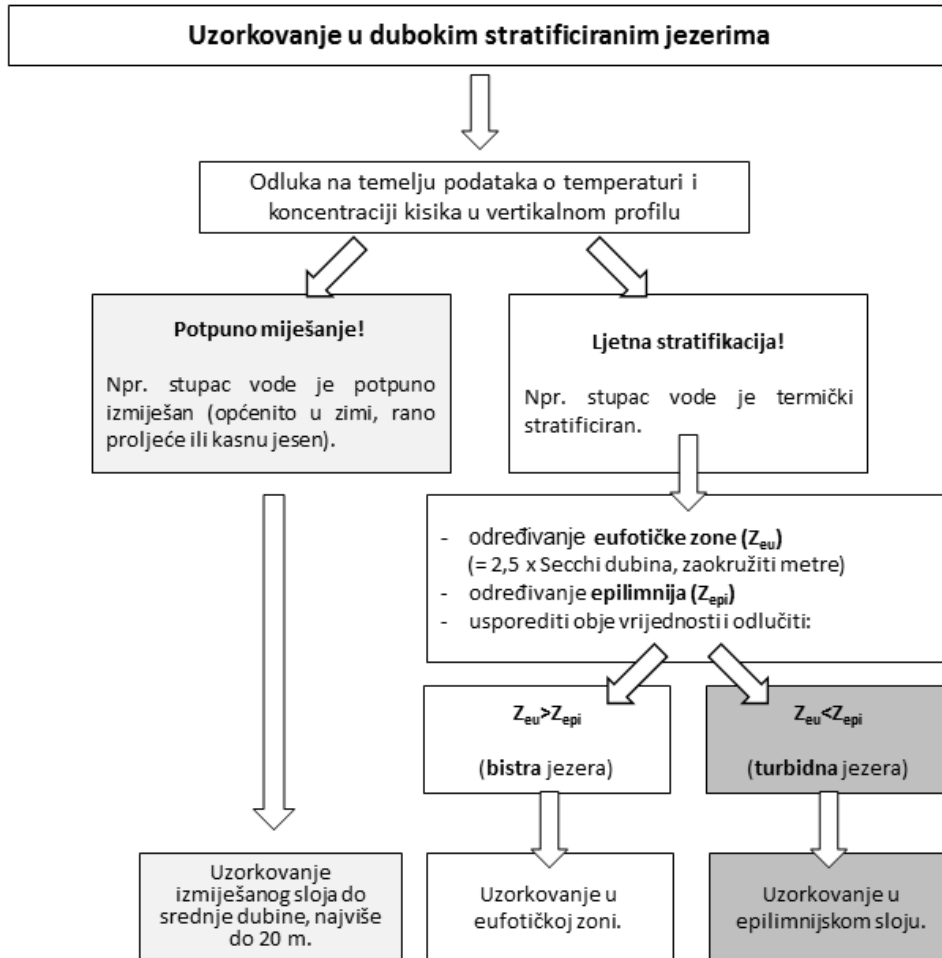 Uzorkovanje u dubokim stratificiranim jezerima
Odluka na temelju podataka o temperaturi i
koncentraciji kisika u vertikalnom profilu
Potpuno miješanje!
Npr. stupac vode je potpuno
izmiješan (općenito u zimi, rano
proljeće ili kasnu jesen).
Ljetna stratifikacija!
Npr. stupac vode je termički
stratificiran.
- određivanje eufotičke zone (Zeu)
(= 2,5 x Secchi dubina, zaokružiti metre)
- određivanje epilimnija (Zepi)
- usporediti obje vrijednosti i odlučiti:
Zeu>Zepi
(bistra jezera)
Zeu<Zepi
(turbidna jezera)
Uzorkovanje
izmiješanog sloja do
srednje dubine, najviše
do 20 m.
Uzorkovanje u
eufotičkoj zoni.
Uzorkovanje u
epilimnijskom sloju.